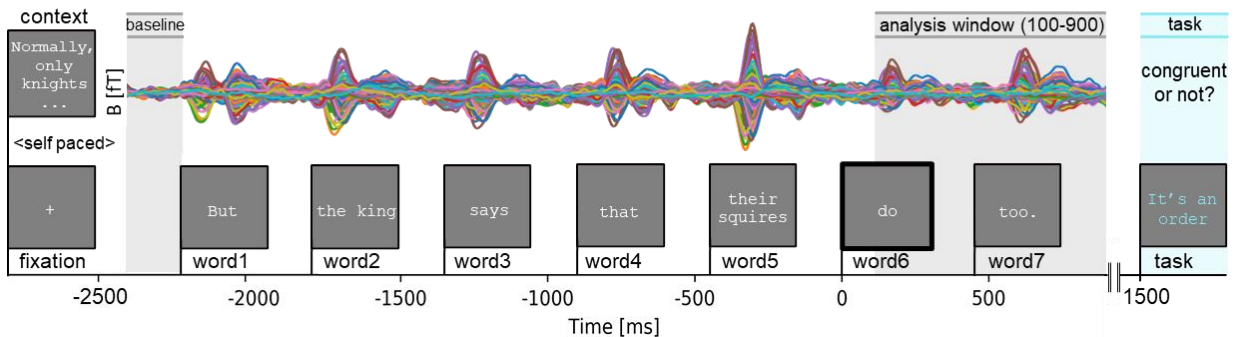 context
baseline
analysis window (100-900)
task
Normally,
only
knights
...
B [fT]
congruent
or not?
<self paced>
+
But
the king
says
that
their
squires
do
too.
It's an
order
fixation
word1
word2
word3
word4
word5
word6
word7
task
-2500
-2000
-1500
-1000
-500
0
500
1500
Time [ms]